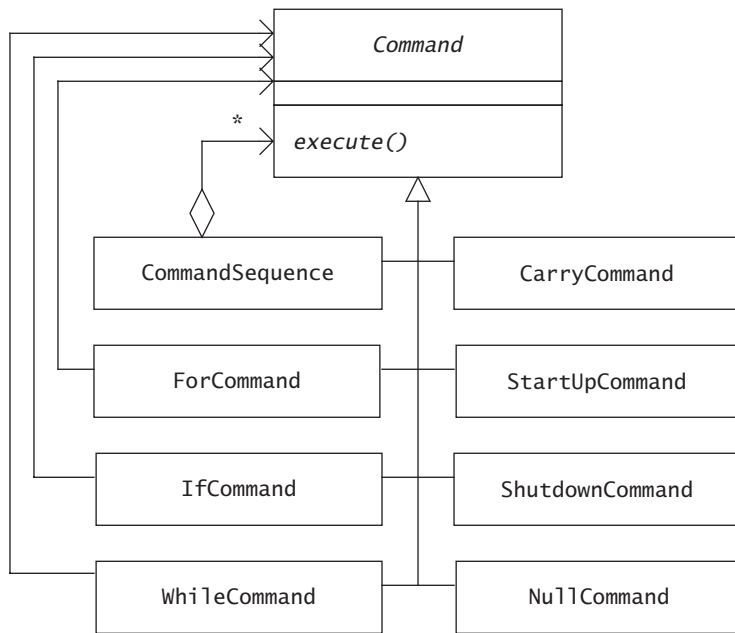 Command
*
execute()
CommandSequence
CarryCommand
ForCommand
StartUpCommand
IfCommand
ShutdownCommand
WhileCommand
NullCommand